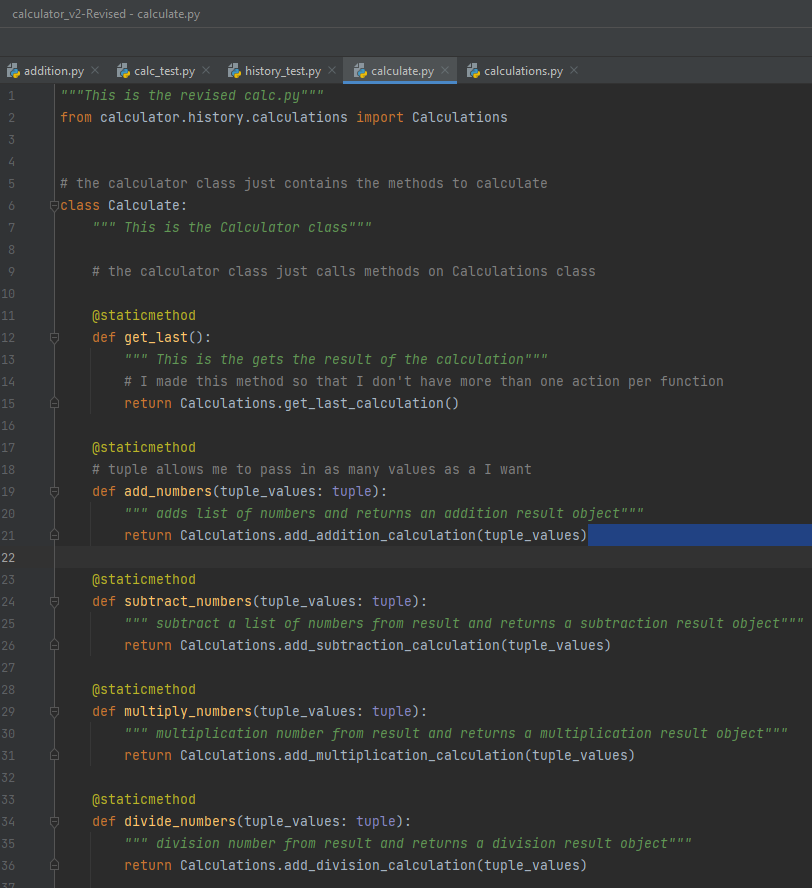 calculator_v2-Revised - calculate.py
addition.py calc_test.py history_test.py calculate.py calculations.py
1 """This is the revised calc.py"""
2 from calculator.history.calculations import Calculations
3
4
5 # the calculator class just contains the methods to calculate
6 class Calculate:
7 """ This is the Calculator class"""
8
9 # the calculator class just calls methods on Calculations class
10
11 @staticmethod
12 def get_last():
13 """ This is the gets the result of the calculation"""
14 # I made this method so that I don't have more than one action per function
15 return Calculations.get_last_calculation()
16
17 @staticmethod
18 # tuple allows me to pass in as many values as a I want
19 def add_numbers(tuple_values: tuple):
20 """ adds list of numbers and returns an addition result object"""
21 return Calculations.add_addition_calculation(tuple_values)
22
23 @staticmethod
24 def subtract_numbers(tuple_values: tuple):
25 """ subtract a list of numbers from result and returns a subtraction result object"""
26 return Calculations.add_subtraction_calculation(tuple_values)
27
28 @staticmethod
29 def multiply_numbers(tuple_values: tuple):
30 """ multiplication number from result and returns a multiplication result object"""
31 return Calculations.add_multiplication_calculation(tuple_values)
32
33 @staticmethod
34 def divide_numbers(tuple_values: tuple):
35 """ division number from result and returns a division result object"""
36 return Calculations.add_division_calculation(tuple_values)
37